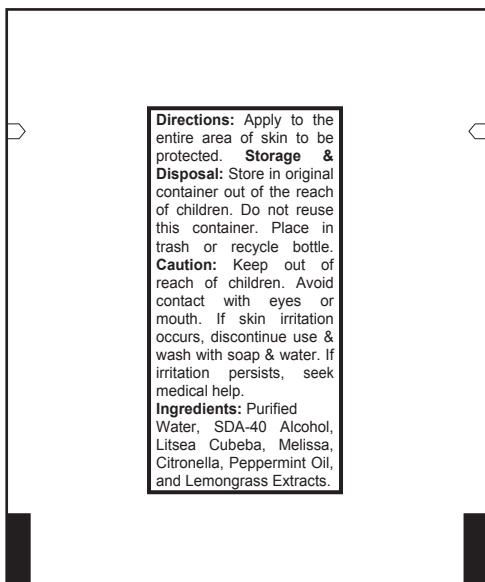 Directions: Apply to the
entire area of skin to be
protected. Storage &
Disposal: Store in original
container out of the reach
of children. Do not reuse
this container. Place in
trash or recycle bottle.
Caution: Keep out of
reach of children. Avoid
contact with eyes or
mouth. If skin irritation
occurs, discontinue use &
wash with soap & water. If
irritation persists, seek
medical help.
Ingredients: Purified
Water, SDA-40 Alcohol,
Litsea Cubeba, Melissa,
Citronella, Peppermint Oil,
and Lemongrass Extracts.